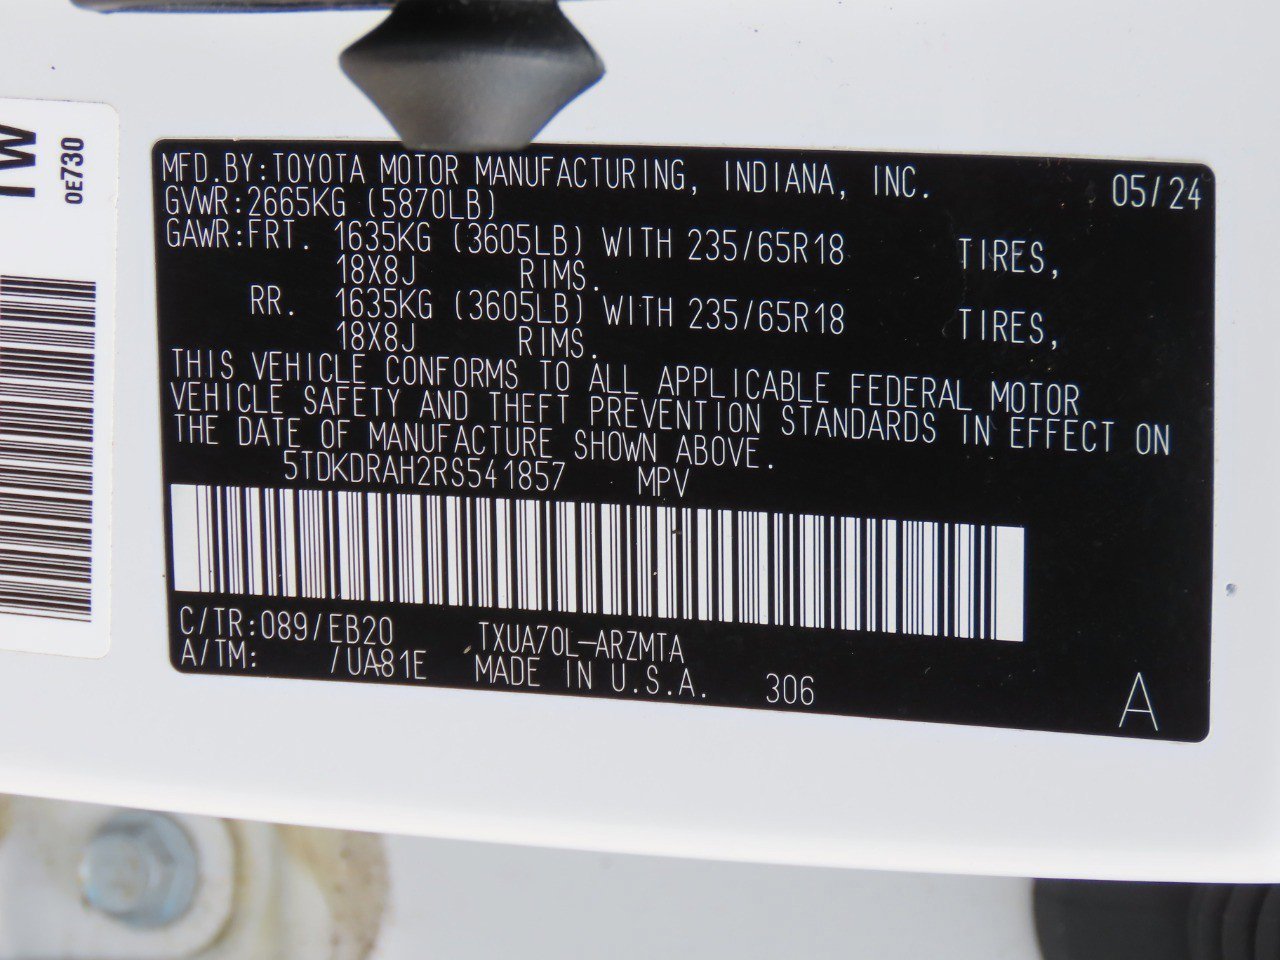 TW
0E730
MFD.BY:TOYOTA MOTOR MANUFACTURING, INDIANA, INC. 05/24
GVWR:2665KG (5870LB)
GAWR:FRT. 1635KG (3605LB) WITH 235/65R18 TIRES,
18X8J RIMS.
RR. 1635KG (3605LB) WITH 235/65R18 TIRES,
18X8J RIMS.
THIS VEHICLE CONFORMS TO ALL APPLICABLE FEDERAL MOTOR
VEHICLE SAFETY AND THEFT PREVENTION STANDARDS IN EFFECT ON
THE DATE OF MANUFACTURE SHOWN ABOVE.
5TDKDRAH2RS541857 MPV
C/TR:089/EB20 TXUA70L-ARZMTA
A/TM: /UA81E MADE IN U.S.A. 306
A